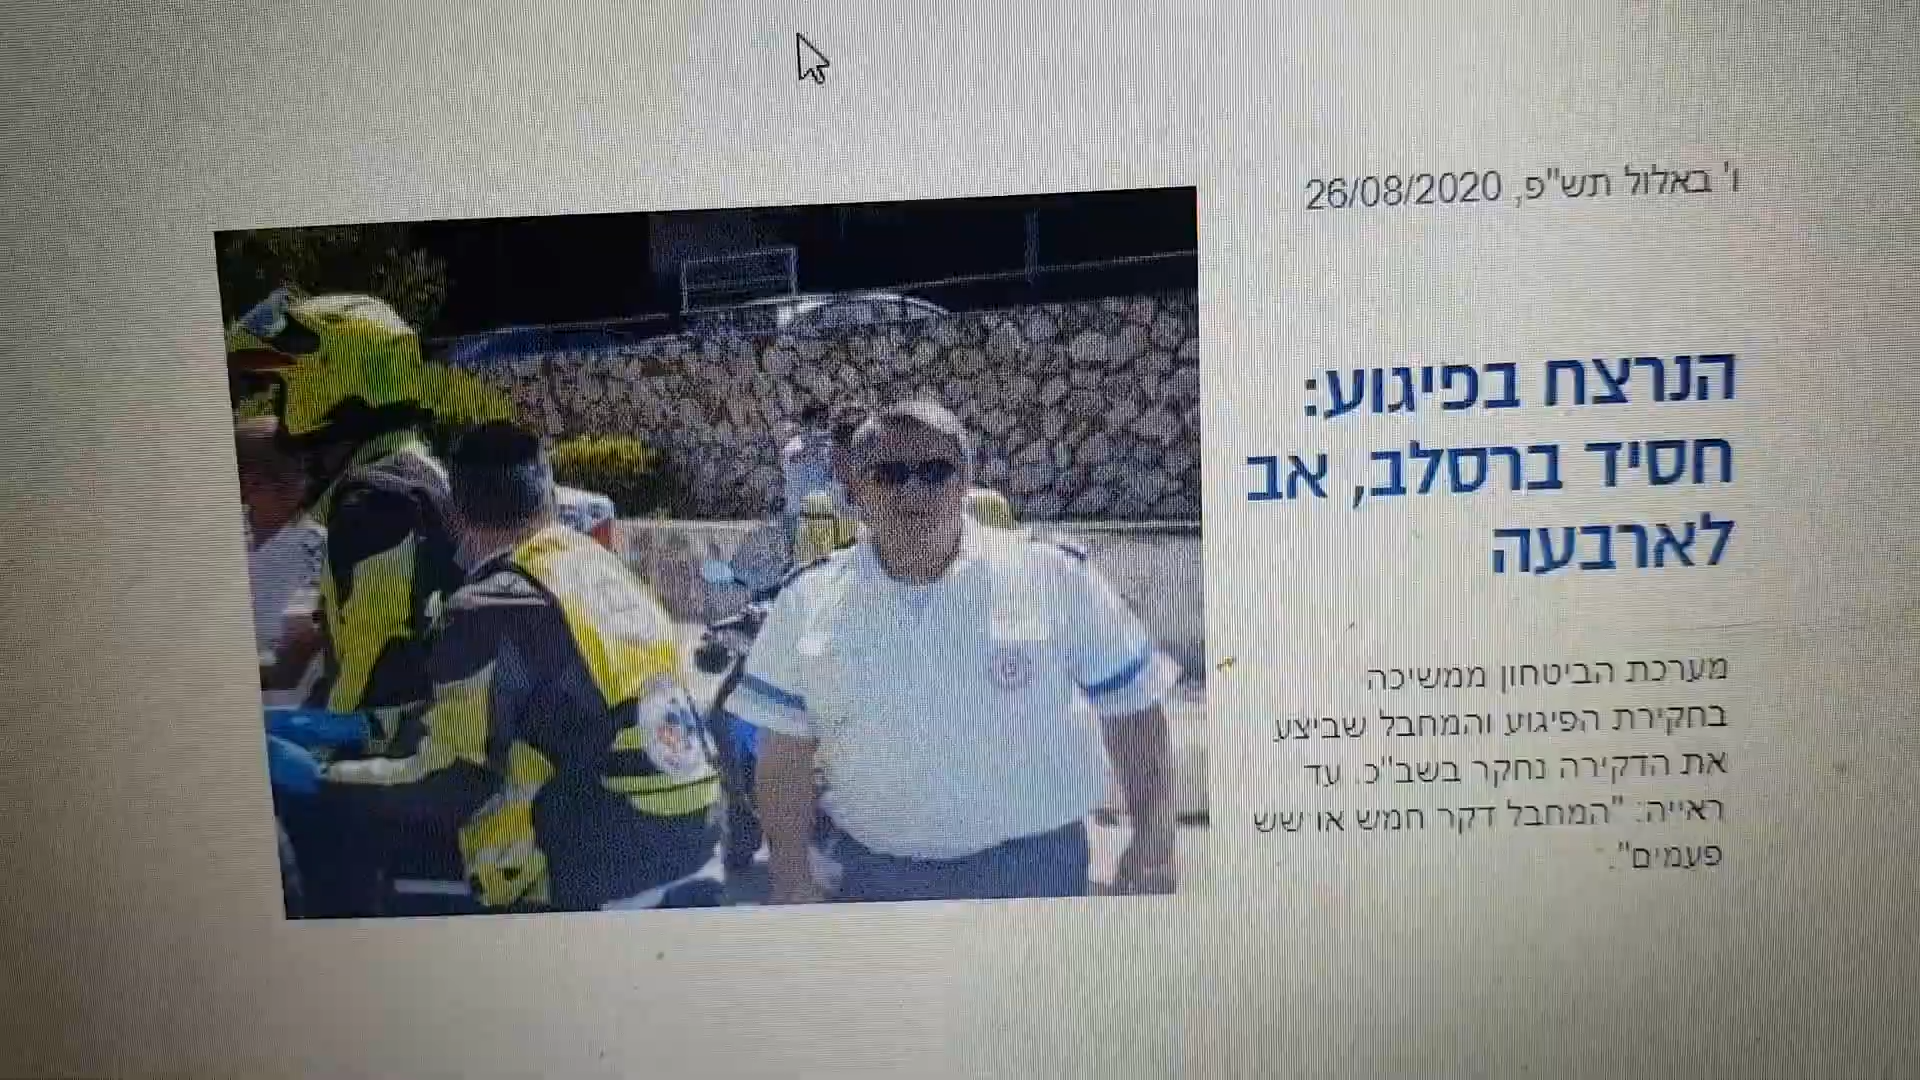 ו' באלול תש"פ, 26/08/2020
הנרצח בפיגוע:
חסיד ברסלב, אב
לארבעה
מערכת הביטחון ממשיכה
בחקירת הפיגוע והמחבל שביצע
את הדקירה נחקר בשב"כ. עד
ראייה: "המחבל דקר חמש או שש
פעמים".